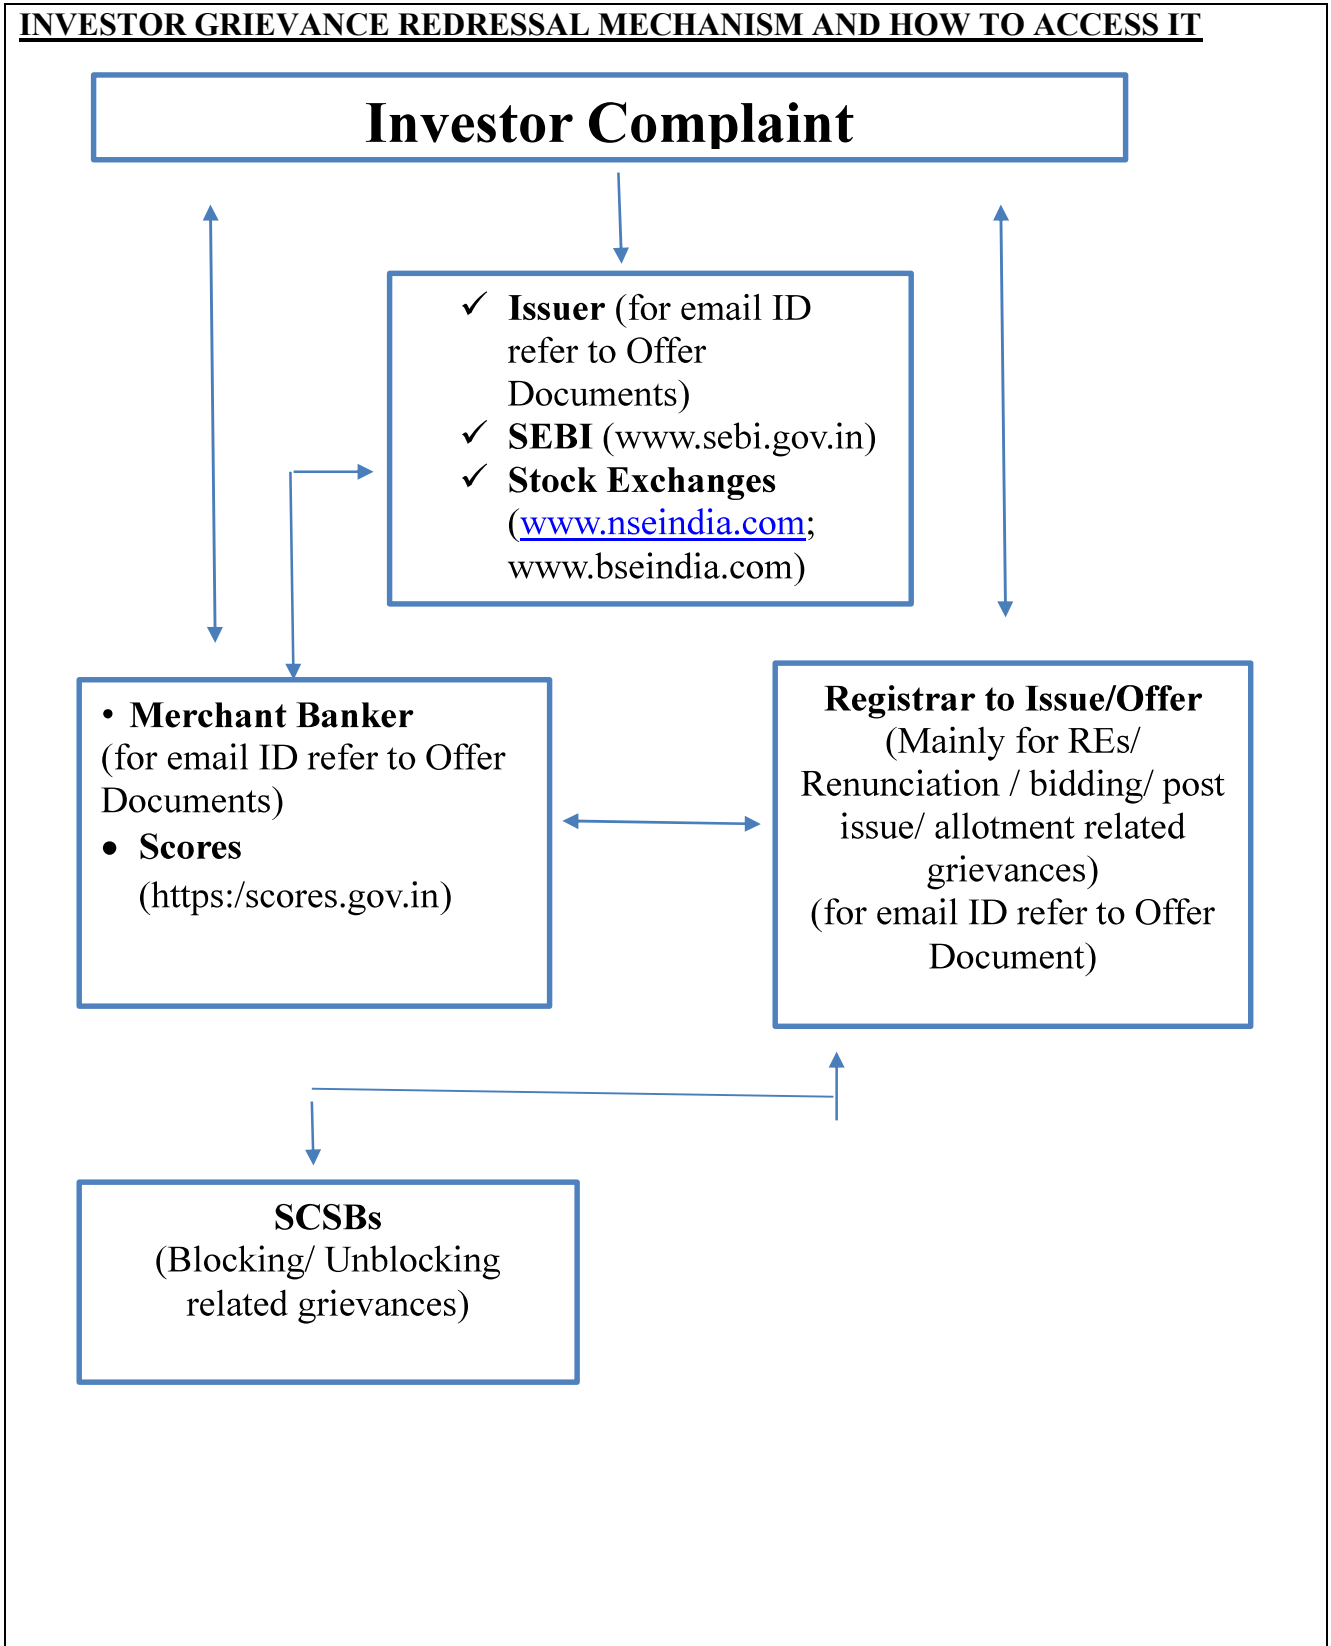 INVESTOR GRIEVANCE REDRESSAL MECHANISM AND HOW TO ACCESS IT
Investor Complaint
✓ Issuer (for email ID
refer to Offer
Documents)
✓ SEBI (www.sebi.gov.in)
✓ Stock Exchanges
(www.nseindia.com;
www.bseindia.com)
• Merchant Banker
(for email ID refer to Offer
Documents)
• Scores
(https:/scores.gov.in)
Registrar to Issue/Offer
(Mainly for REs/
Renunciation / bidding/ post
issue/ allotment related
grievances)
(for email ID refer to Offer
Document)
SCSBs
(Blocking/ Unblocking
related grievances)